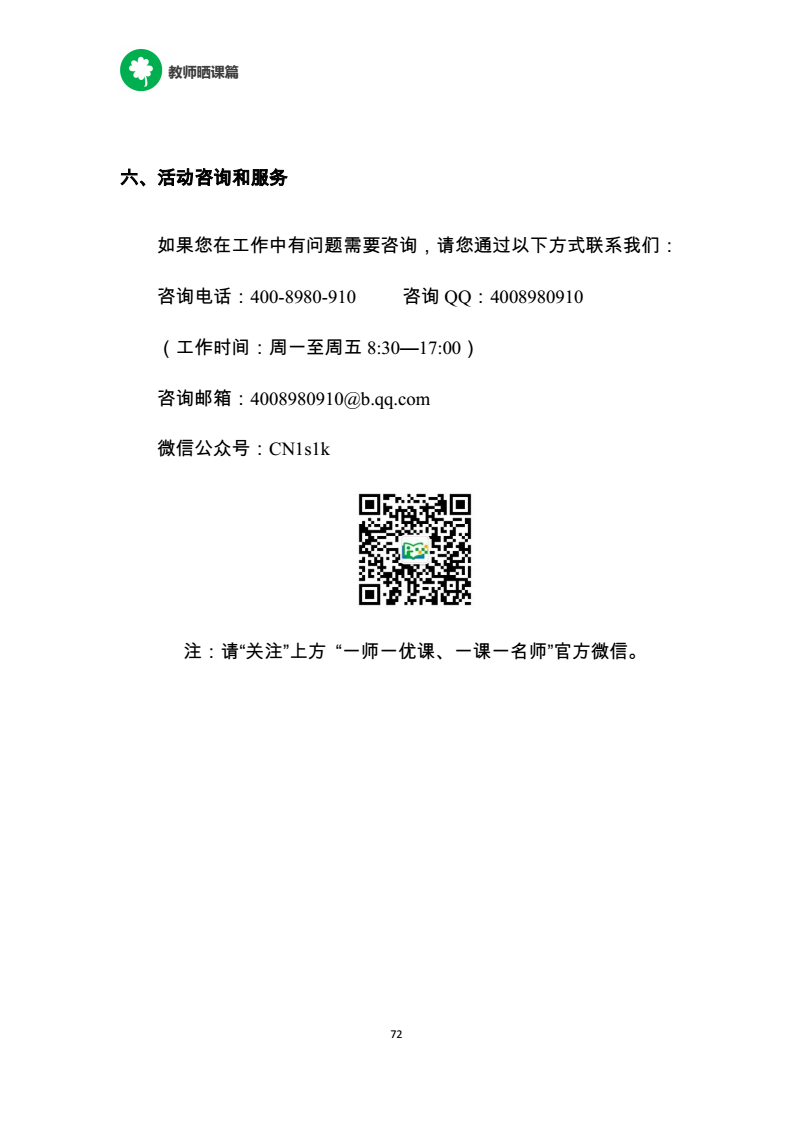 教师晒课篇
六、活动咨询和服务
如果您在工作中有问题需要咨询，请您通过以下方式联系我们：
咨询电话：400-8980-910 咨询 QQ：4008980910
（工作时间：周一至周五 8:30—17:00）
咨询邮箱：4008980910@b.qq.com
微信公众号：CN1s1k
注：请“关注”上方 “一师一优课、一课一名师”官方微信。
72